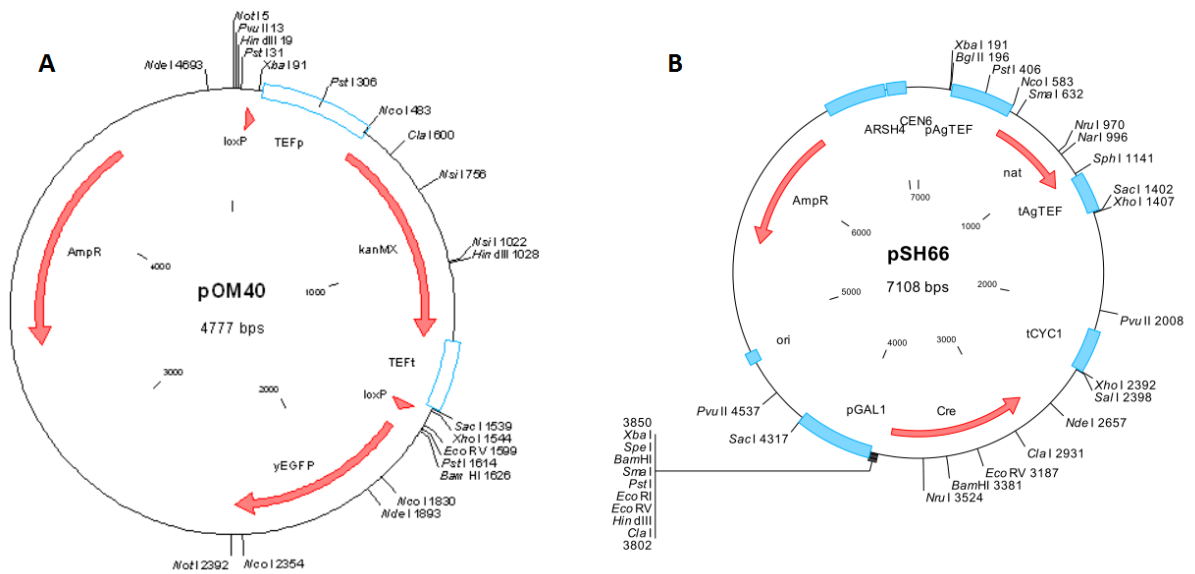 A
NotI 5
PvuII 13
HindIII 19
PstI 31
XbaI 91
NdeI 4693
PstI 306
NcoI 483
ClaI 600
NsiI 756
NsiI 1022
HindIII 1028
loxP
TEFp
AmpR
kanMX
4000
1000
pOM40
4777 bps
3000
2000
TEFt
loxP
SacI 1539
XhoI 1544
EcoRV 1599
PstI 1614
BamHI 1626
yEGFP
NcoI 1830
NdeI 1893
NotI 2392
NcoI 2354
B
XbaI 191
BglII 196
PstI 406
NcoI 583
SmaI 632
NruI 970
NarI 996
SphI 1141
SacI 1402
XhoI 1407
CEN6
ARSH4
pAgTEF
nat
tAgTEF
AmpR
7000
6000
1000
pSH66
7108 bps
5000
2000
4000
3000
ori
tCYC1
PvuII 2008
XhoI 2392
SalI 2398
NdeI 2657
ClaI 2931
EcoRV 3187
BamHI 3381
NruI 3524
Cre
pGAL1
PvuII 4537
SacI 4317
3850
XbaI
SpeI
BamHI
SmaI
PstI
EcoRI
EcoRV
HindIII
ClaI
3802